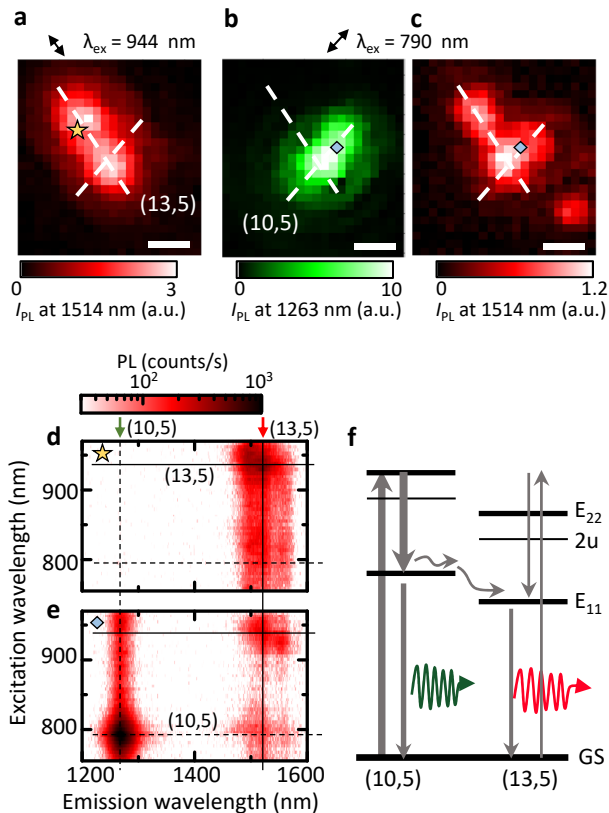 a
b
c
λex = 944 nm
λex = 790 nm
(13,5)
(10,5)
0
3
0
10
0
1.2
IPL at 1514 nm (a.u.)
IPL at 1263 nm (a.u.)
IPL at 1514 nm (a.u.)
PL (counts/s)
10²
10³
(10,5)
(13,5)
d
(13,5)
900
800
e
(10,5)
900
800
Excitation wavelength (nm)
1200
1400
1600
Emission wavelength (nm)
f
E22
2u
E11
GS
(10,5)
(13,5)